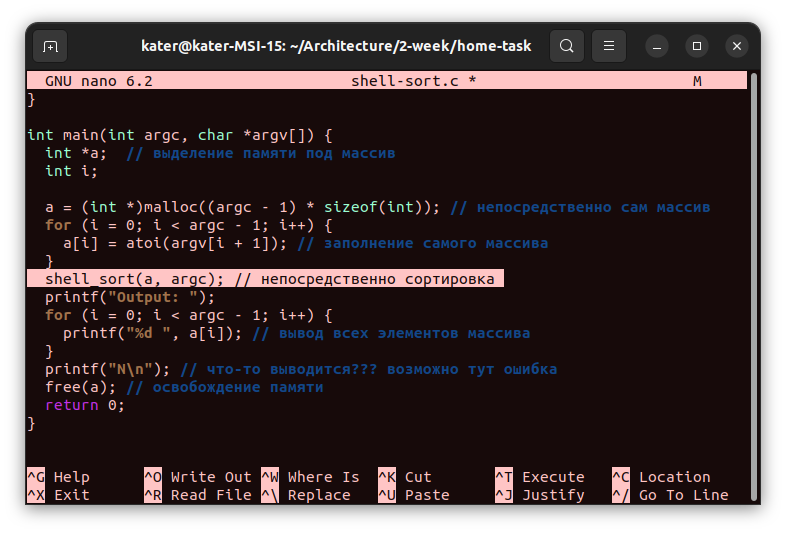 kater@kater-MSI-15: ~/Architecture/2-week/home-task
GNU nano 6.2 shell-sort.c * M
}
int main(int argc, char *argv[]) {
  int *a;  // выделение памяти под массив
  int i;
  a = (int *)malloc((argc - 1) * sizeof(int)); // непосредственно сам массив
  for (i = 0; i < argc - 1; i++) {
    a[i] = atoi(argv[i + 1]); // заполнение самого массива
  }
  shell_sort(a, argc); // непосредственно сортировка
  printf("Output: ");
  for (i = 0; i < argc - 1; i++) {
    printf("%d ", a[i]); // вывод всех элементов массива
  }
  printf("N\n"); // что-то выводится??? возможно тут ошибка
  free(a); // освобождение памяти
  return 0;
}
^G Help ^O Write Out ^W Where Is ^K Cut ^T Execute ^C Location
^X Exit ^R Read File ^\ Replace ^U Paste ^J Justify ^/ Go To Line